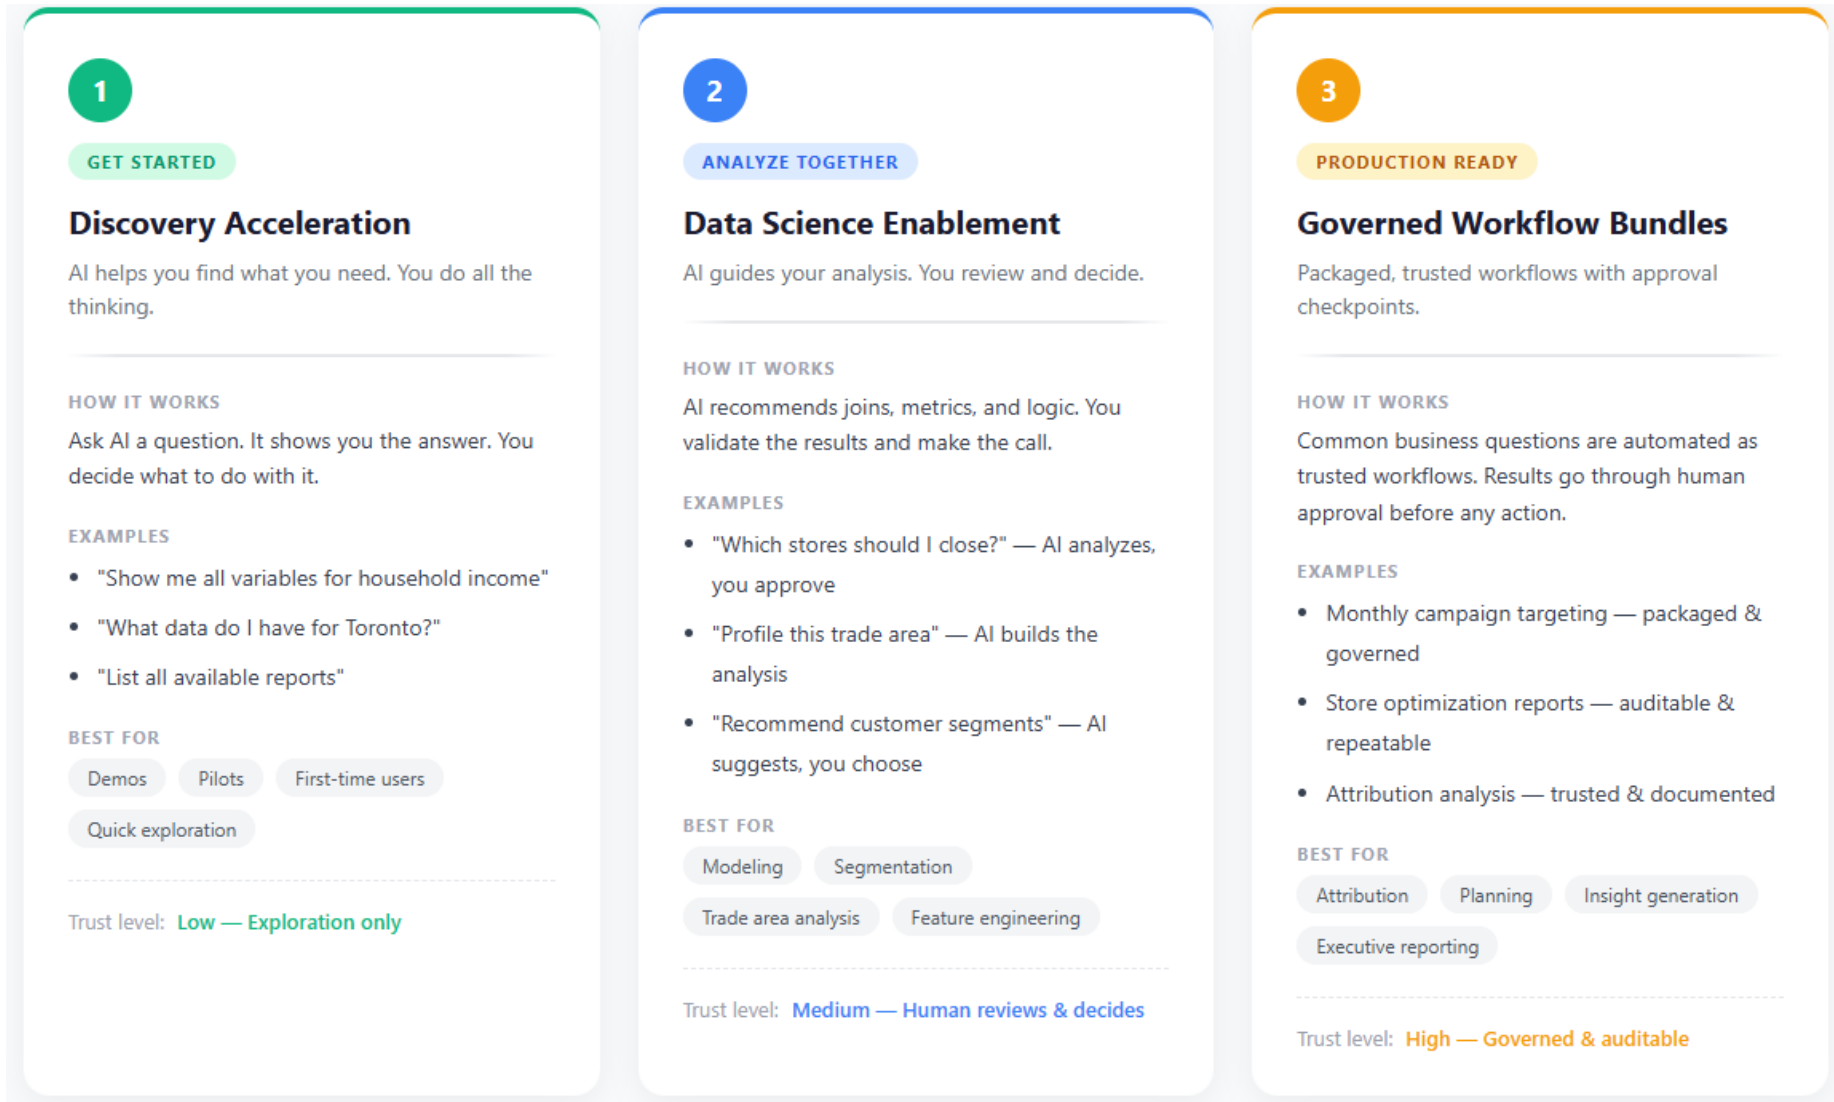 1
GET STARTED
Discovery Acceleration
AI helps you find what you need. You do all the
thinking.
HOW IT WORKS
Ask AI a question. It shows you the answer. You
decide what to do with it.
EXAMPLES
• "Show me all variables for household income"
• "What data do I have for Toronto?"
• "List all available reports"
BEST FOR
Demos Pilots First-time users
Quick exploration
Trust level: Low — Exploration only
2
ANALYZE TOGETHER
Data Science Enablement
AI guides your analysis. You review and decide.
HOW IT WORKS
AI recommends joins, metrics, and logic. You
validate the results and make the call.
EXAMPLES
• "Which stores should I close?" — AI analyzes,
you approve
• "Profile this trade area" — AI builds the
analysis
• "Recommend customer segments" — AI
suggests, you choose
BEST FOR
Modeling Segmentation
Trade area analysis Feature engineering
Trust level: Medium — Human reviews & decides
3
PRODUCTION READY
Governed Workflow Bundles
Packaged, trusted workflows with approval
checkpoints.
HOW IT WORKS
Common business questions are automated as
trusted workflows. Results go through human
approval before any action.
EXAMPLES
• Monthly campaign targeting — packaged &
governed
• Store optimization reports — auditable &
repeatable
• Attribution analysis — trusted & documented
BEST FOR
Attribution Planning Insight generation
Executive reporting
Trust level: High — Governed & auditable